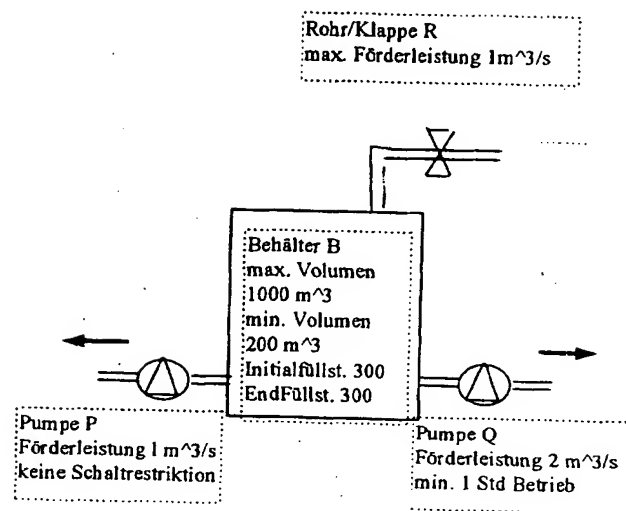 Rohr/Klappe R
max. Förderleistung 1m^3/s
Behälter B
max. Volumen
1000 m^3
min. Volumen
200 m^3
Initialfüllst. 300
EndFüllst. 300
Pumpe P
Förderleistung 1 m^3/s
keine Schaltrestriktion
Pumpe Q
Förderleistung 2 m^3/s
min. 1 Std Betrieb